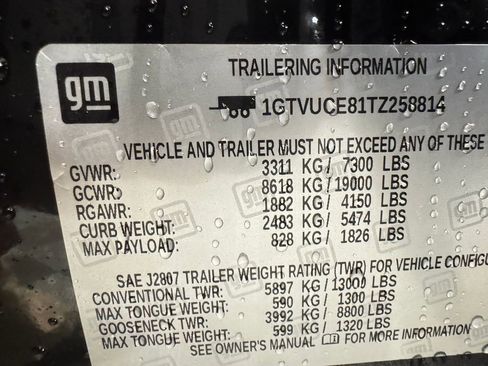 gm
TRAILERING INFORMATION
1GTVUCE81TZ258814
VEHICLE AND TRAILER MUST NOT EXCEED ANY OF THESE
GVWR: 3311 KG/ 7300 LBS
GCWR: 8618 KG/ 19000 LBS
RGAWR: 1882 KG/ 4150 LBS
CURB WEIGHT: 2483 KG/ 5474 LBS
MAX PAYLOAD: 828 KG/ 1826 LBS
SAE J2807 TRAILER WEIGHT RATING (TWR) FOR VEHICLE CONFIGU
CONVENTIONAL TWR: 5897 KG/ 13000 LBS
MAX TONGUE WEIGHT: 590 KG/ 1300 LBS
GOOSENECK TWR: 3992 KG/ 8800 LBS
MAX TONGUE WEIGHT: 599 KG/ 1320 LBS
SEE OWNER'S MANUAL FOR MORE INFORMATION